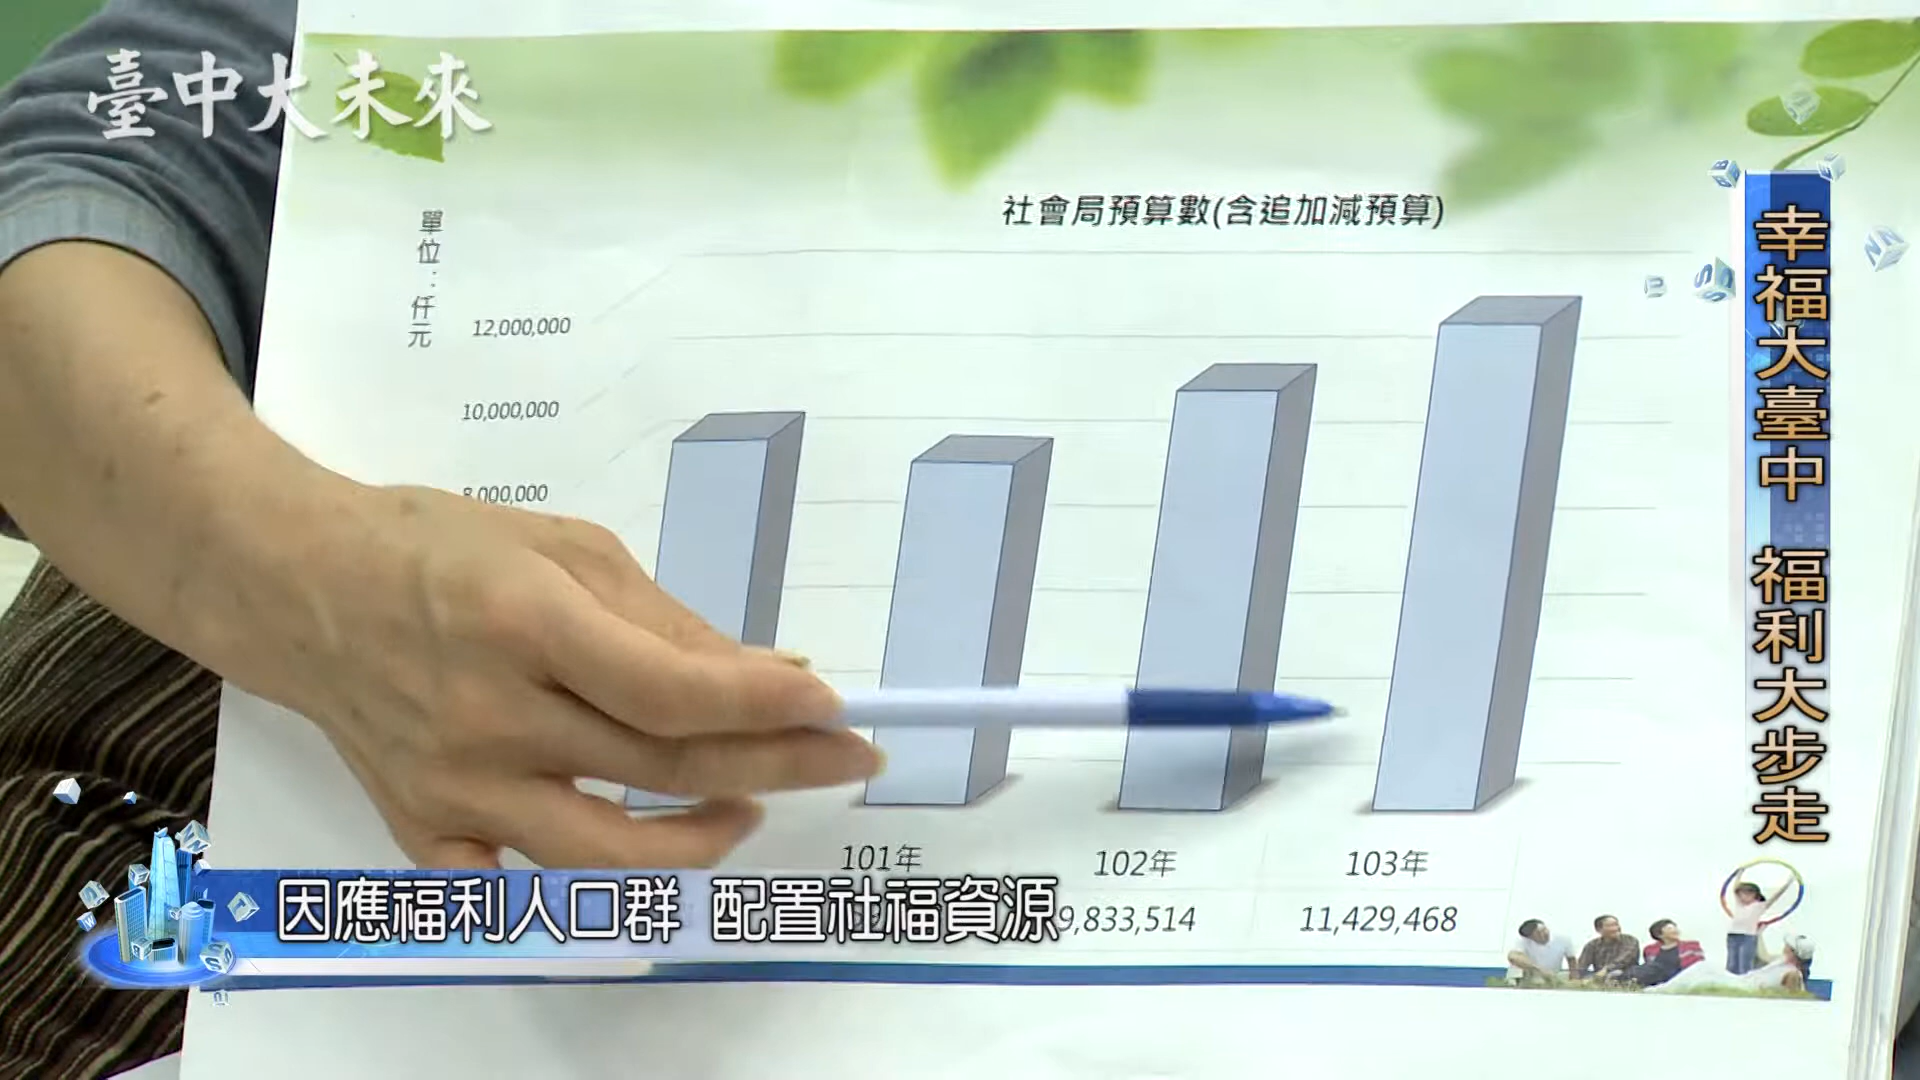 臺中大未來
社會局預算數(含追加減預算)
單位：仟元
12,000,000
10,000,000
8,000,000
101年
102年
103年
9,833,514
11,429,468
因應福利人口群 配置社福資源
幸福大臺中 福利大步走